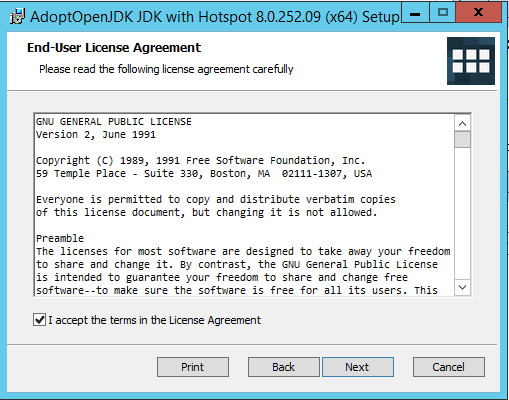 AdoptOpenJDK JDK with Hotspot 8.0.252.09 (x64) Setup
End-User License Agreement
Please read the following license agreement carefully
GNU GENERAL PUBLIC LICENSE
Version 2, June 1991
Copyright (C) 1989, 1991 Free Software Foundation, Inc.
59 Temple Place - Suite 330, Boston, MA  02111-1307, USA
Everyone is permitted to copy and distribute verbatim copies
of this license document, but changing it is not allowed.
Preamble
The licenses for most software are designed to take away your freedom
to share and change it. By contrast, the GNU General Public License
is intended to guarantee your freedom to share and change free
software--to make sure the software is free for all its users. This
I accept the terms in the License Agreement
Print
Back
Next
Cancel